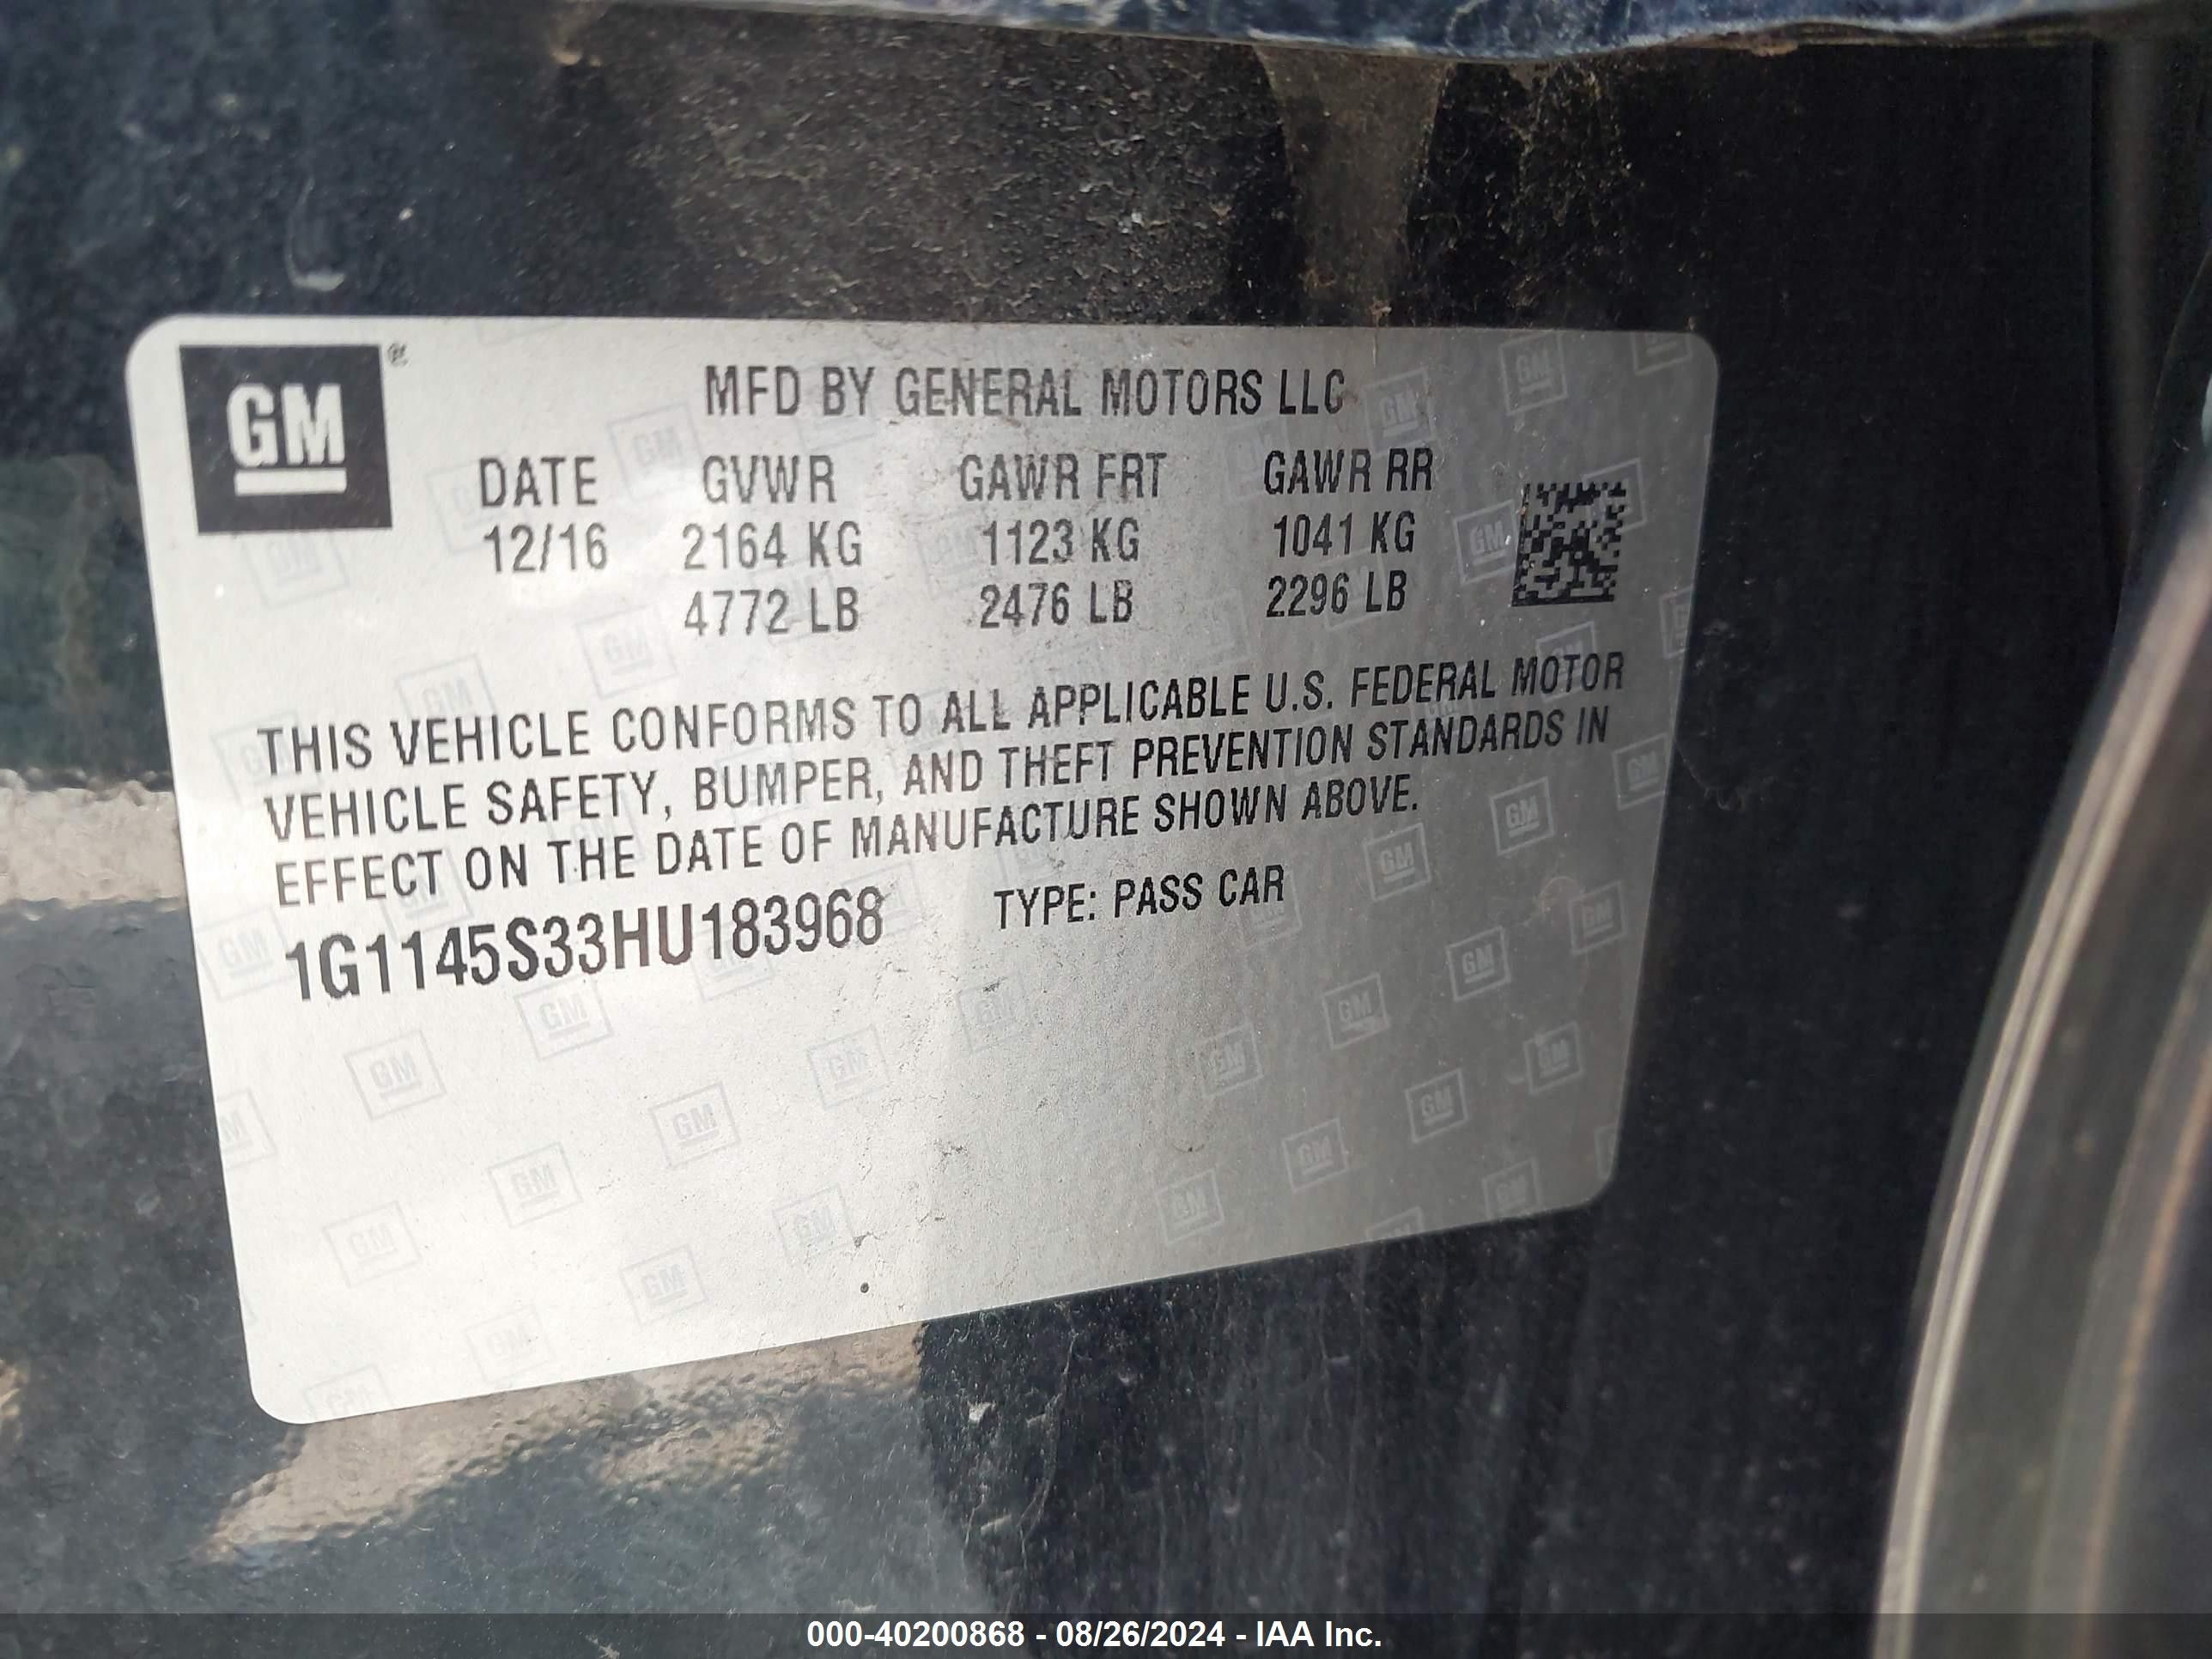 GM®
MFD BY GENERAL MOTORS LLC
DATE GVWR GAWR FRT GAWR RR
12/16 2164 KG 1123 KG 1041 KG
4772 LB 2476 LB 2296 LB
THIS VEHICLE CONFORMS TO ALL APPLICABLE U.S. FEDERAL MOTOR
VEHICLE SAFETY, BUMPER, AND THEFT PREVENTION STANDARDS IN
EFFECT ON THE DATE OF MANUFACTURE SHOWN ABOVE.
1G1145S33HU183968 TYPE: PASS CAR
000-40200868 - 08/26/2024 - IAA Inc.